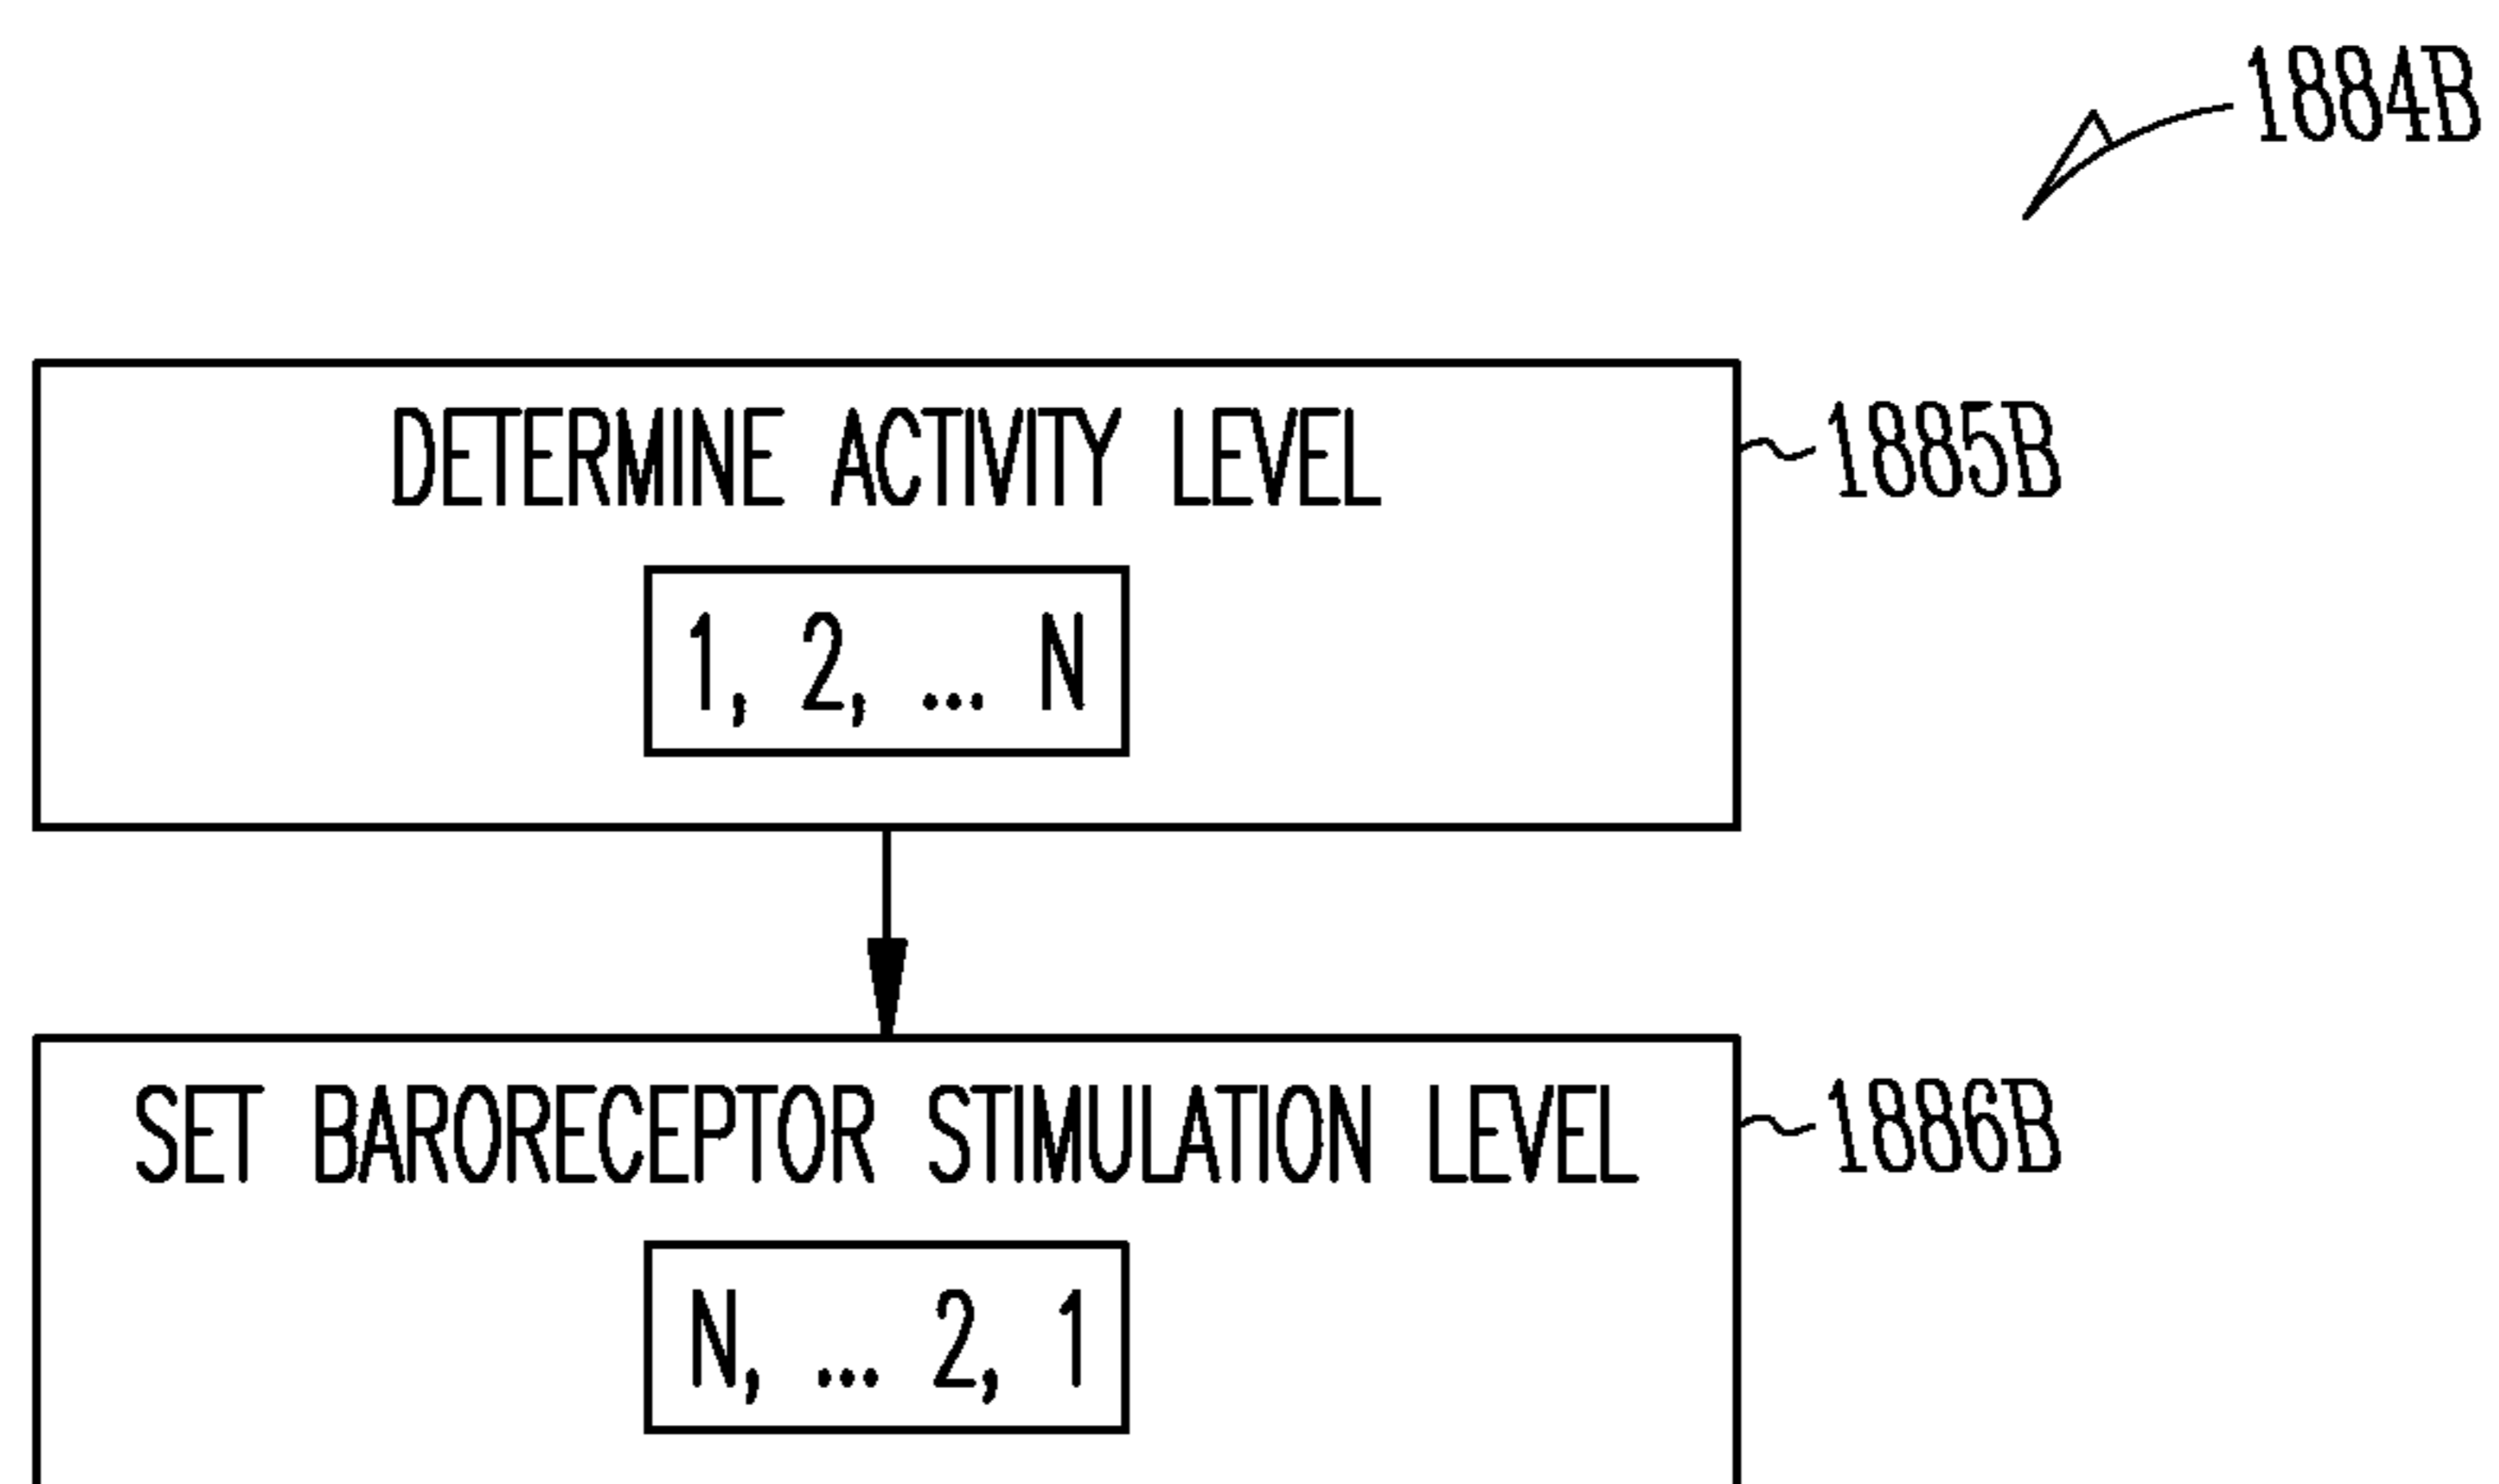 1884B
DETERMINE ACTIVITY LEVEL
1885B
1, 2, ... N
SET BARORECEPTOR STIMULATION LEVEL
1886B
N, ... 2, 1